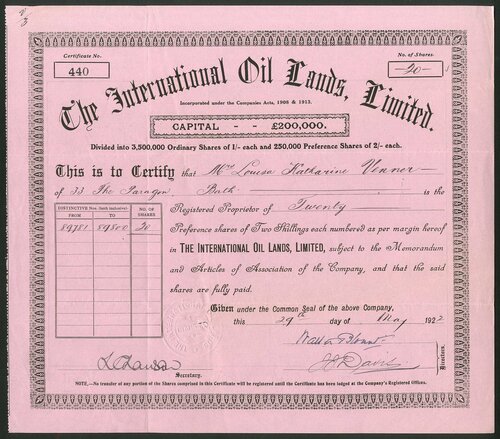 Certificate No.
440
No. of Shares.
-20-
The International Oil Lands, Limited.
Incorporated under the Companies Acts, 1908 & 1913.
CAPITAL - - £200,000.
Divided into 3,500,000 Ordinary Shares of 1/- each and 250,000 Preference Shares of 2/- each.
This is to Certify that Mrs Louisa Katharine Venner
of 33 The Paragon Bath is the
Registered Proprietor of Twenty
Preference shares of Two Shillings each numbered as per margin hereof
in THE INTERNATIONAL OIL LANDS, LIMITED, subject to the Memorandum
and Articles of Association of the Company, and that the said
shares are fully paid.
DISTINCTIVE Nos. (both inclusive)
FROM TO
NO. OF SHARES
89781 89800 20
Given under the Common Seal of the above Company,
this 29th day of May 1922
J Davis
Directors.
Secretary.
NOTE.—No transfer of any portion of the Shares comprised in this Certificate will be registered until the Certificate has been lodged at the Company's Registered Offices.